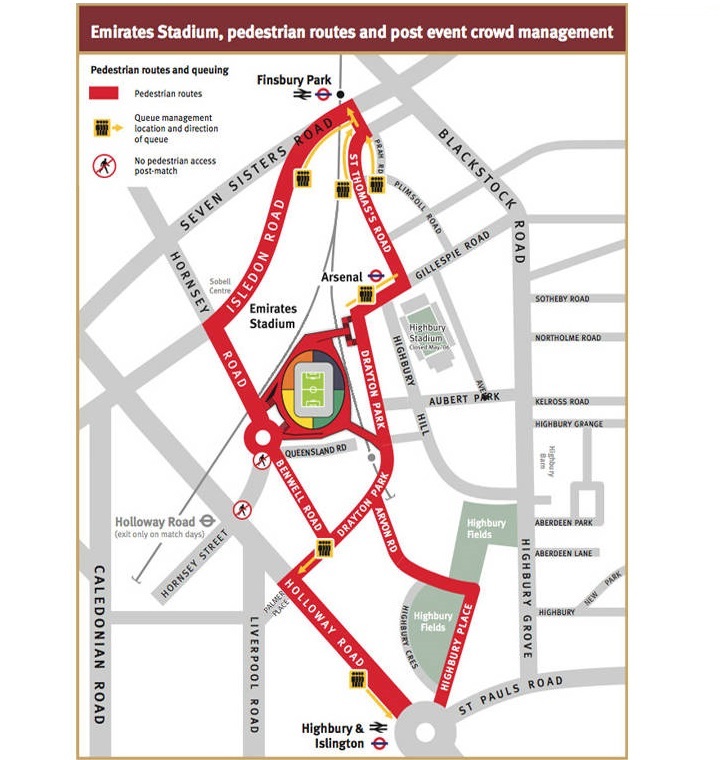 Emirates Stadium, pedestrian routes and post event crowd management
Pedestrian routes and queuing
Pedestrian routes
Queue management
location and direction
of queue
No pedestrian access
post-match
Finsbury Park
SEVEN SISTERS ROAD
BLACKSTOCK
ROAD
PRAH RD
ST THOMAS'S ROAD
PLIMSOLL ROAD
GILLESPIE ROAD
HORNSEY
ROAD
ISLEDON ROAD
Sobell
Centre
Arsenal
Emirates
Stadium
Highbury
Stadium
Closed May 06
SOTHEBY ROAD
NORTHOLME ROAD
DRAYTON PARK
HIGHBURY
HILL
AVE
AUBERT PARK
KELROSS ROAD
HIGHBURY GRANGE
Highbury
Barn
QUEENSLAND RD
BENWELL ROAD
DRAYTON PARK
ARVON RD
Holloway Road
(exit only on match days)
HORNSEY STREET
Highbury
Fields
ABERDEEN PARK
ABERDEEN LANE
HIGHBURY
NEW PARK
HIGHBURY GROVE
CALEDONIAN ROAD
LIVERPOOL ROAD
PALMER
PLACE
HOLLOWAY ROAD
HIGHBURY CRES
Highbury
Fields
HIGHBURY PLACE
ST PAULS ROAD
Highbury &
Islington